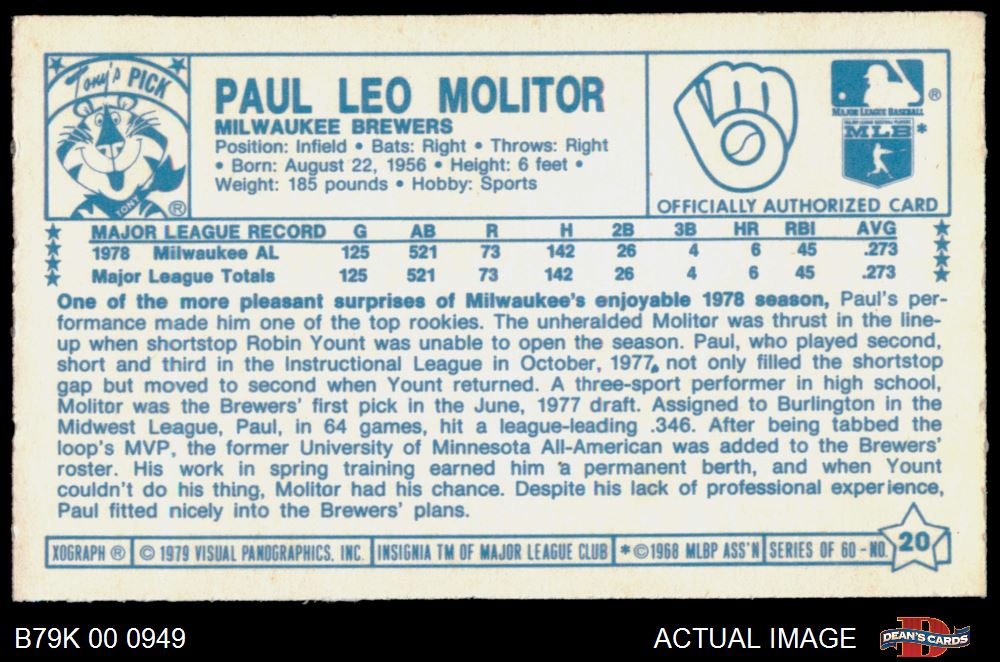 Tony's PICK
TONY ®
PAUL LEO MOLITOR
MILWAUKEE BREWERS
Position: Infield • Bats: Right • Throws: Right
• Born: August 22, 1956 • Height: 6 feet •
Weight: 185 pounds • Hobby: Sports
mb
®
MAJOR LEAGUE BASEBALL
MLB*
OFFICIALLY AUTHORIZED CARD
MAJOR LEAGUE RECORD G AB R H 2B 3B HR RBI AVG
1978 Milwaukee AL 125 521 73 142 26 4 6 45 .273
Major League Totals 125 521 73 142 26 4 6 45 .273
One of the more pleasant surprises of Milwaukee's enjoyable 1978 season, Paul's per-
formance made him one of the top rookies. The unheralded Molitor was thrust in the line-
up when shortstop Robin Yount was unable to open the season. Paul, who played second,
short and third in the Instructional League in October, 1977, not only filled the shortstop
gap but moved to second when Yount returned. A three-sport performer in high school,
Molitor was the Brewers' first pick in the June, 1977 draft. Assigned to Burlington in the
Midwest League, Paul, in 64 games, hit a league-leading .346. After being tabbed the
loop's MVP, the former University of Minnesota All-American was added to the Brewers'
roster. His work in spring training earned him a permanent berth, and when Yount
couldn't do his thing, Molitor had his chance. Despite his lack of professional experience,
Paul fitted nicely into the Brewers' plans.
XOGRAPH ® © 1979 VISUAL PANOGRAPHICS, INC. INSIGNIA TM OF MAJOR LEAGUE CLUB *©1968 MLBP ASS'N SERIES OF 60 - NO. 20
B79K 00 0949 ACTUAL IMAGE DEAN'S CARDS